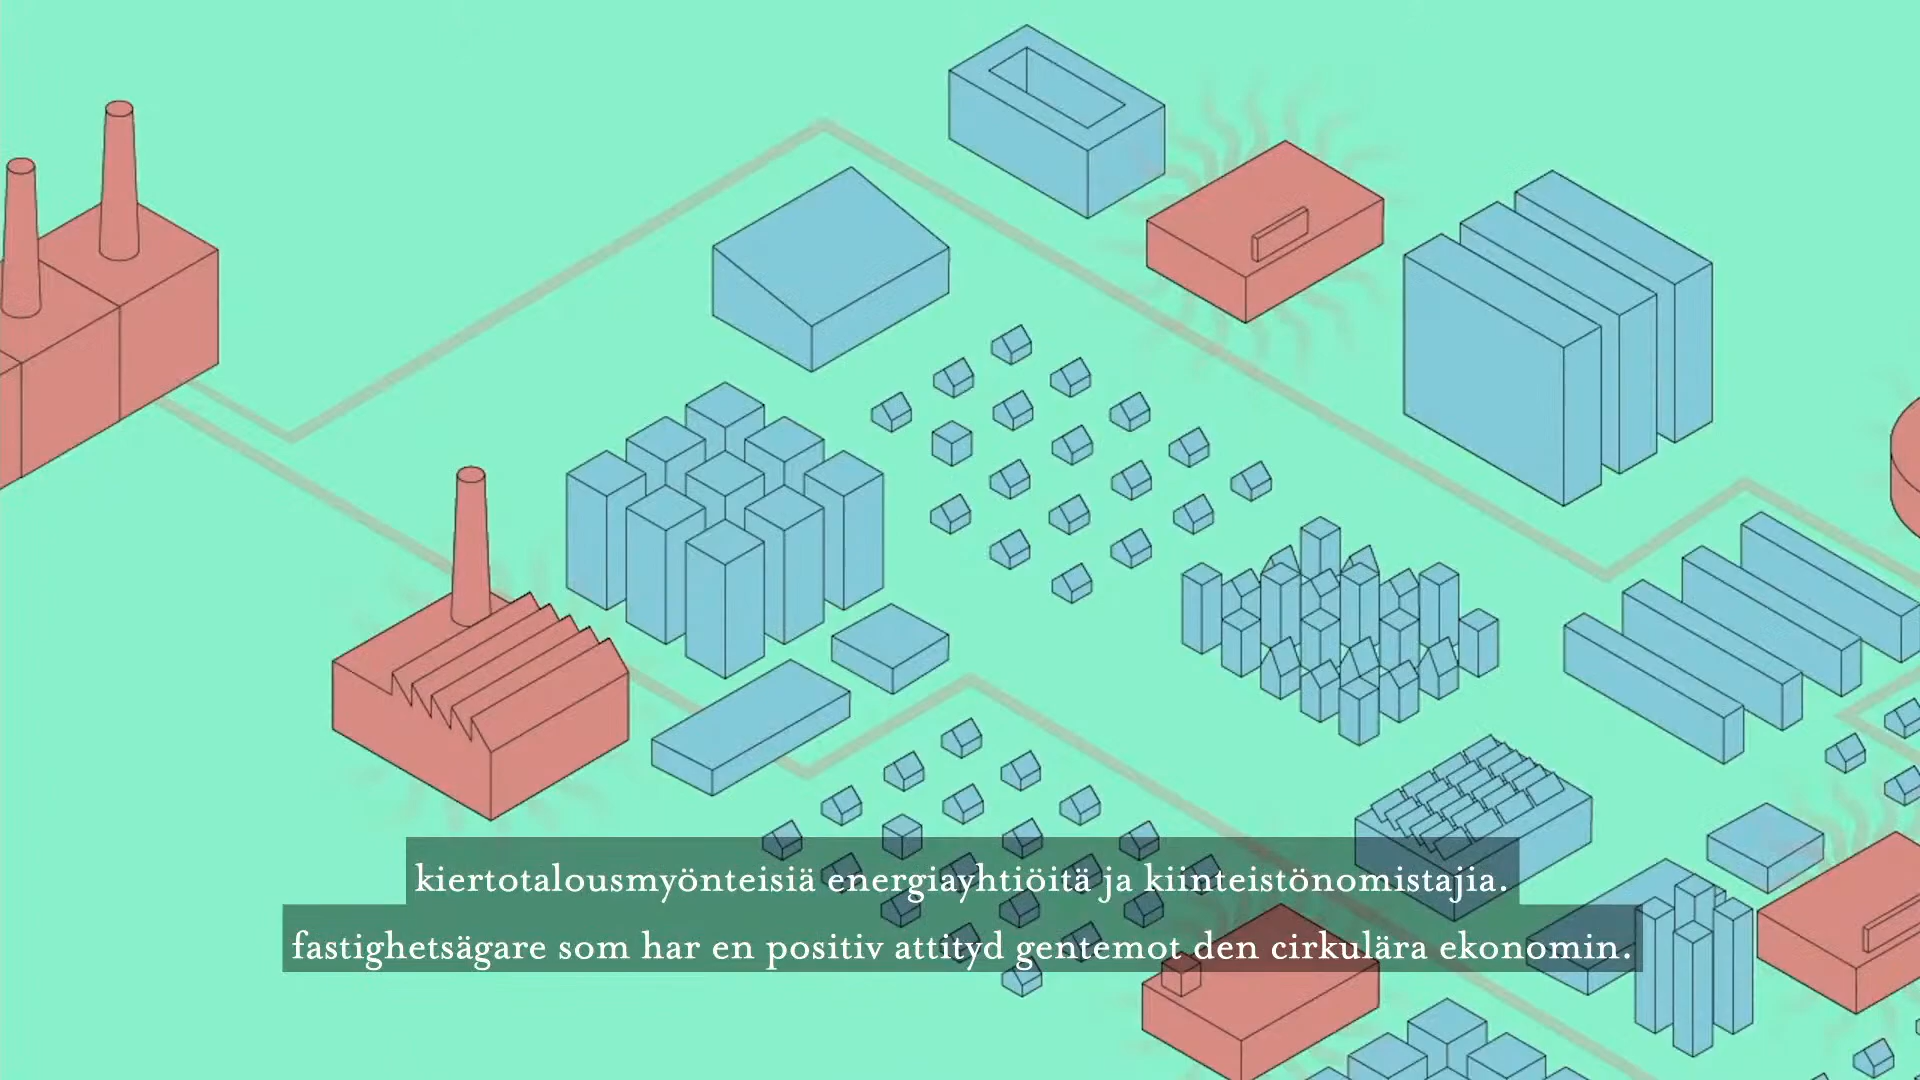 kiertotalousmyönteisiä energiayhtiöitä ja kiinteistönomistajia.
fastighetsägare som har en positiv attityd gentemot den cirkulära ekonomin.